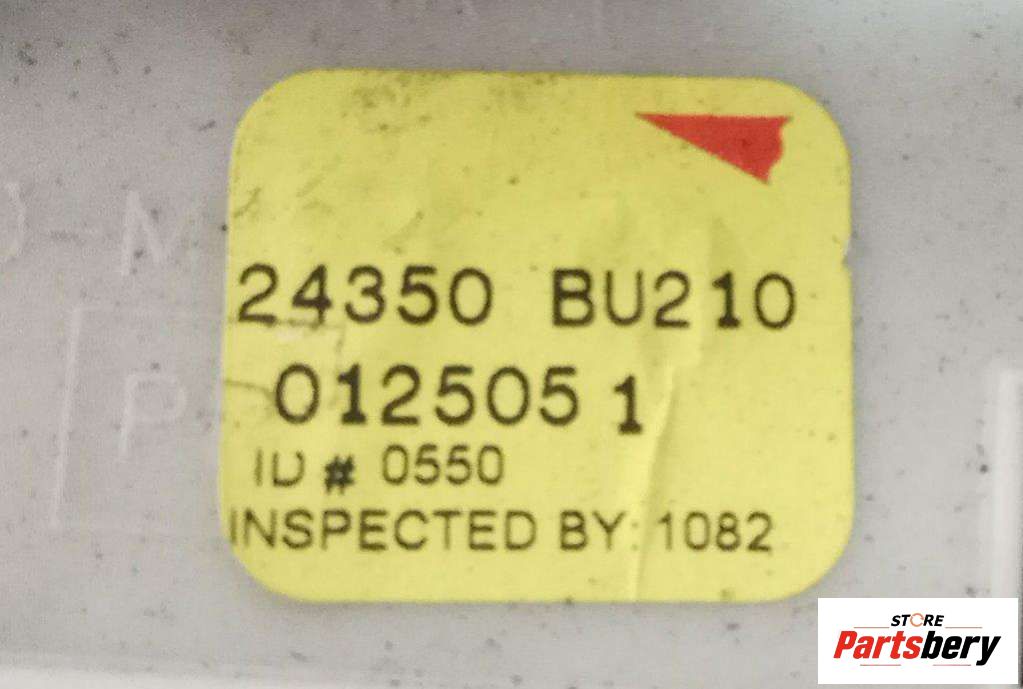 24350 BU210
012505 1
ID # 0550
INSPECTED BY: 1082
STORE
Partsbery